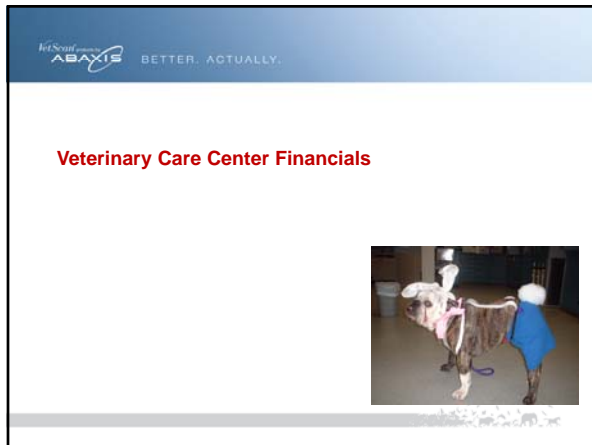 VetScan
ABAXIS BETTER. ACTUALLY.
Veterinary Care Center Financials